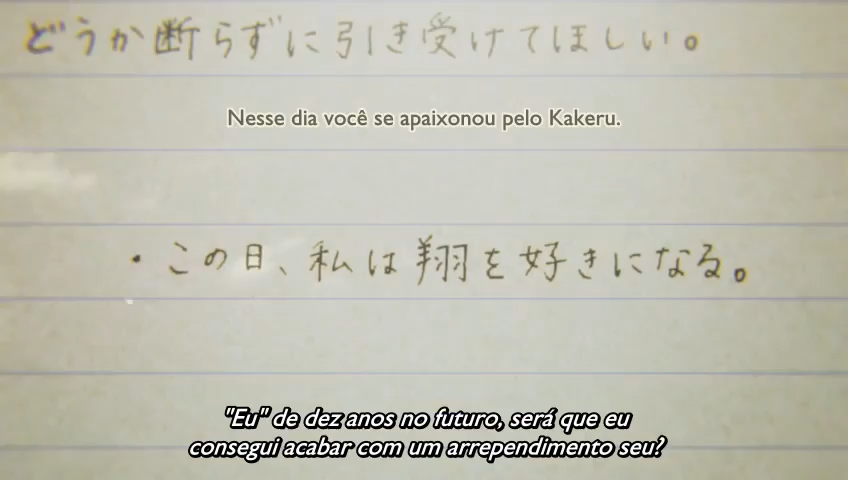 どうか断らずに引き受けてほしい。
Nesse dia você se apaixonou pelo Kakeru.
・この日、私は翔を好きになる。
"Eu" de dez anos no futuro, será que eu
consegui acabar com um arrependimento seu?